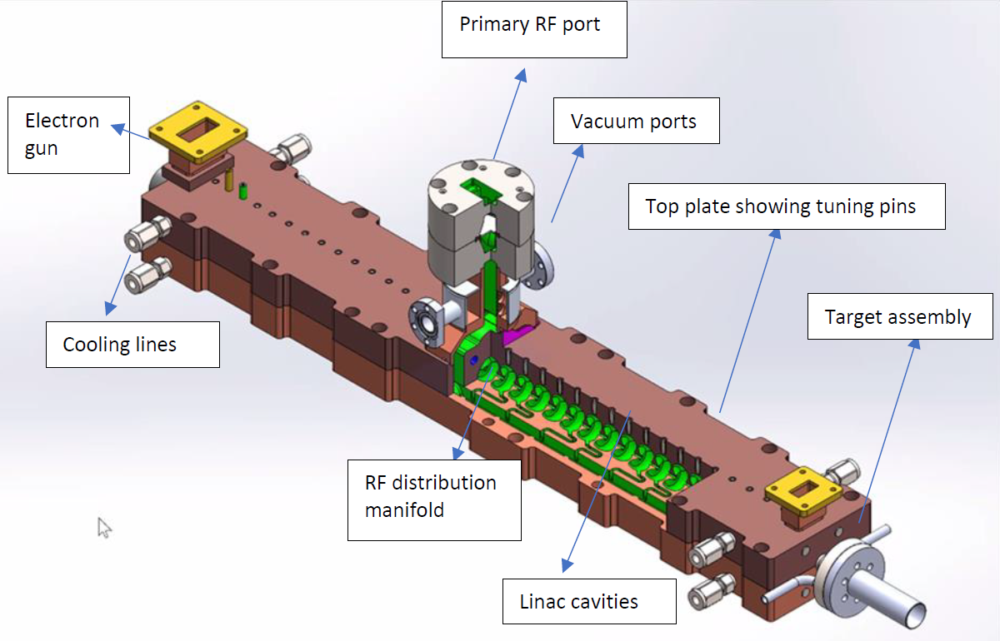 Primary RF port
Electron
gun
Vacuum ports
Top plate showing tuning pins
Target assembly
Cooling lines
RF distribution
manifold
Linac cavities